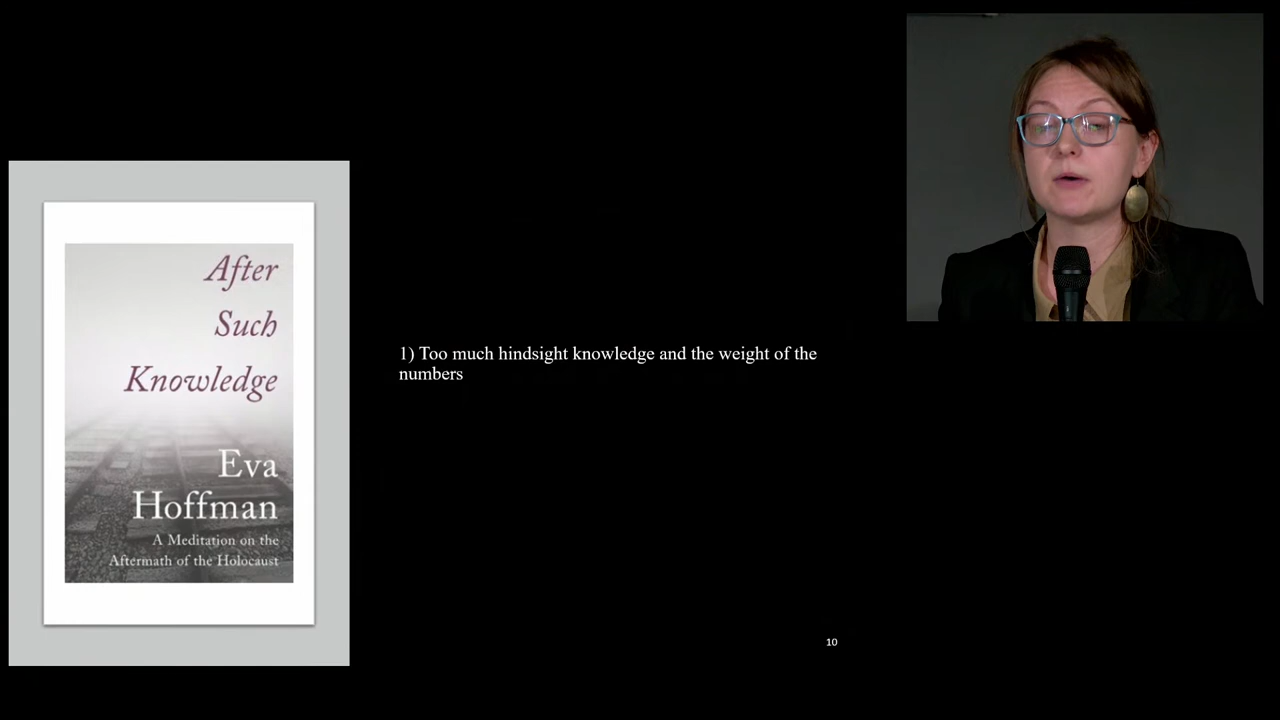 After
Such
Knowledge
Eva
Hoffman
A Meditation on the
Aftermath of the Holocaust
1) Too much hindsight knowledge and the weight of the
numbers
10